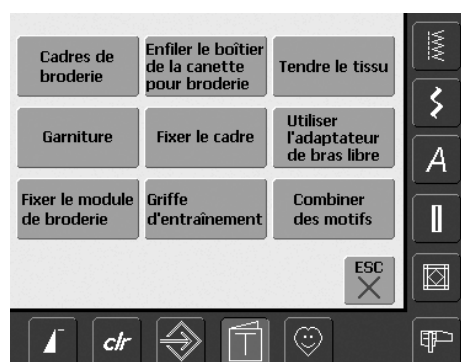 Cadres de
broderie
Enfiler le boîtier
de la canette
pour broderie
Tendre le tissu
Garniture
Fixer le cadre
Utiliser
l'adaptateur
de bras libre
Fixer le module
de broderie
Griffe
d'entraînement
Combiner
des motifs
ESC
A
clr